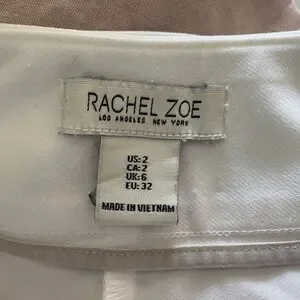 RACHEL ZOE
LOS ANGELES NEW YORK
US: 2
CA: 2
UK: 6
EU: 32
MADE IN VIETNAM